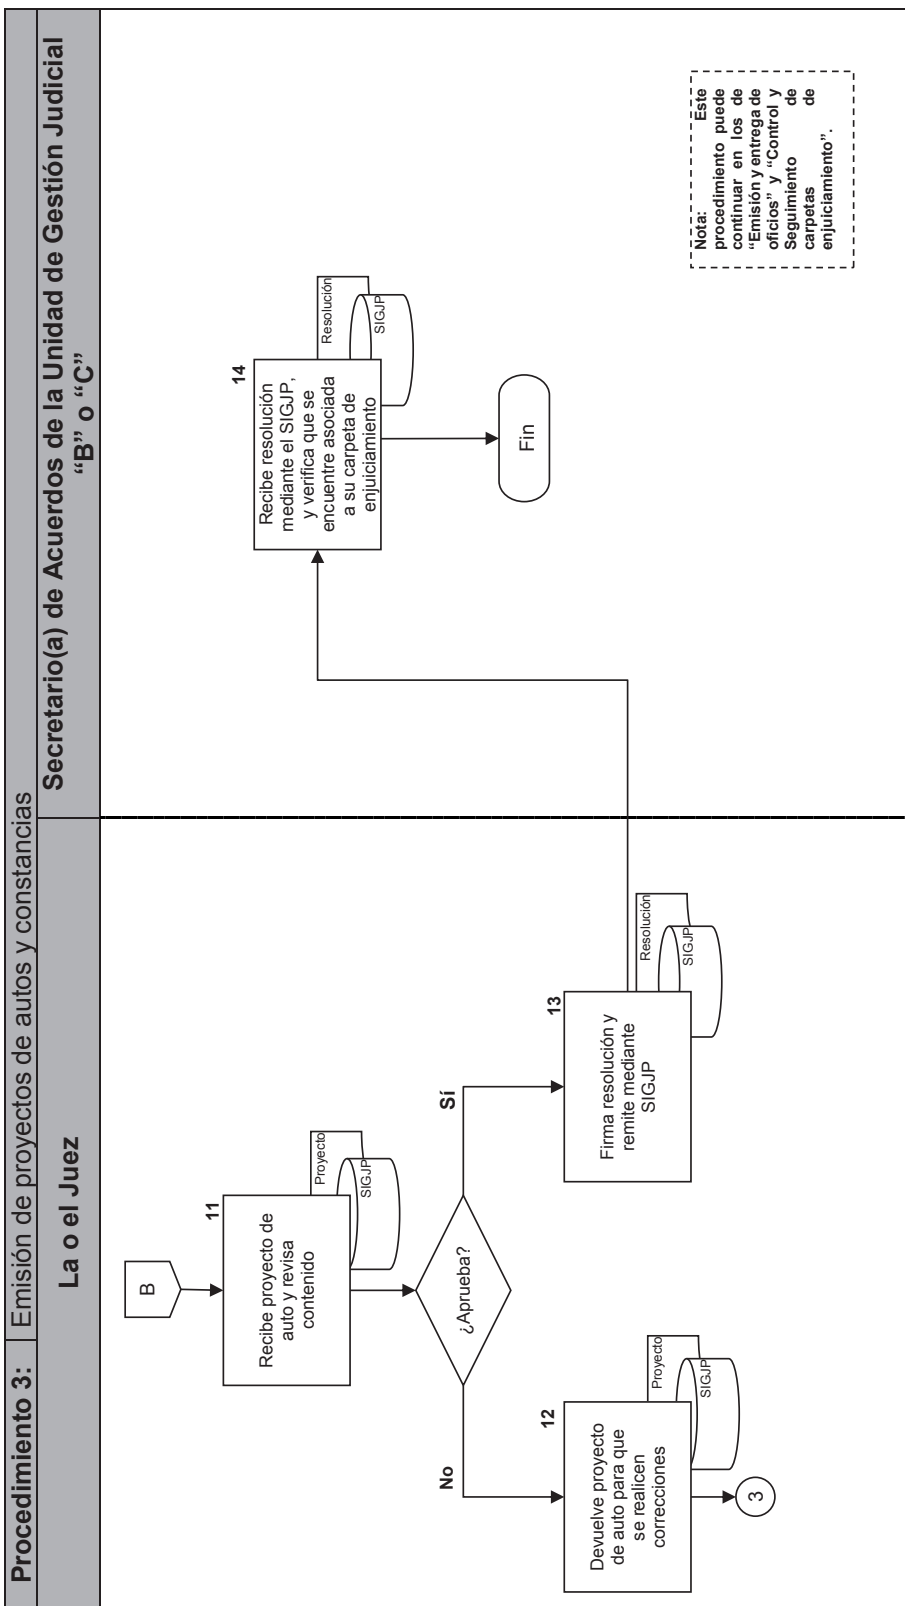 Procedimiento 3:
Emisión de proyectos de autos y constancias
La o el Juez
Secretario(a) de Acuerdos de la Unidad de Gestión Judicial
“B” o “C”
B
11
Recibe proyecto de
auto y revisa
contenido
Proyecto
SIGJP
¿Aprueba?
No
Sí
12
Devuelve proyecto
de auto para que
se realicen
correcciones
Proyecto
SIGJP
3
13
Firma resolución y
remite mediante
SIGJP
Resolución
SIGJP
14
Recibe resolución
mediante el SIGJP,
y verifica que se
encuentre asociada
a su carpeta de
enjuiciamiento
Resolución
SIGJP
Fin
Nota: Este
procedimiento puede
continuar en los de
“Emisión y entrega de
oficios” y “Control y
Seguimiento de
carpetas de
enjuiciamiento”.